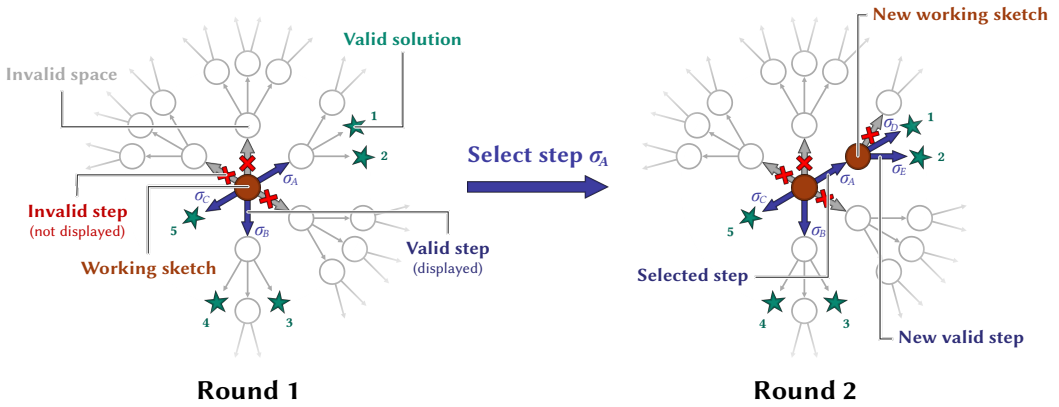 Valid solution
Invalid space
1
2
σA
σC
σB
5
4
3
Invalid step
(not displayed)
Working sketch
Valid step
(displayed)
Round 1
Select step σA
New working sketch
1
σD
2
σE
σA
σC
σB
5
4
3
Selected step
New valid step
Round 2